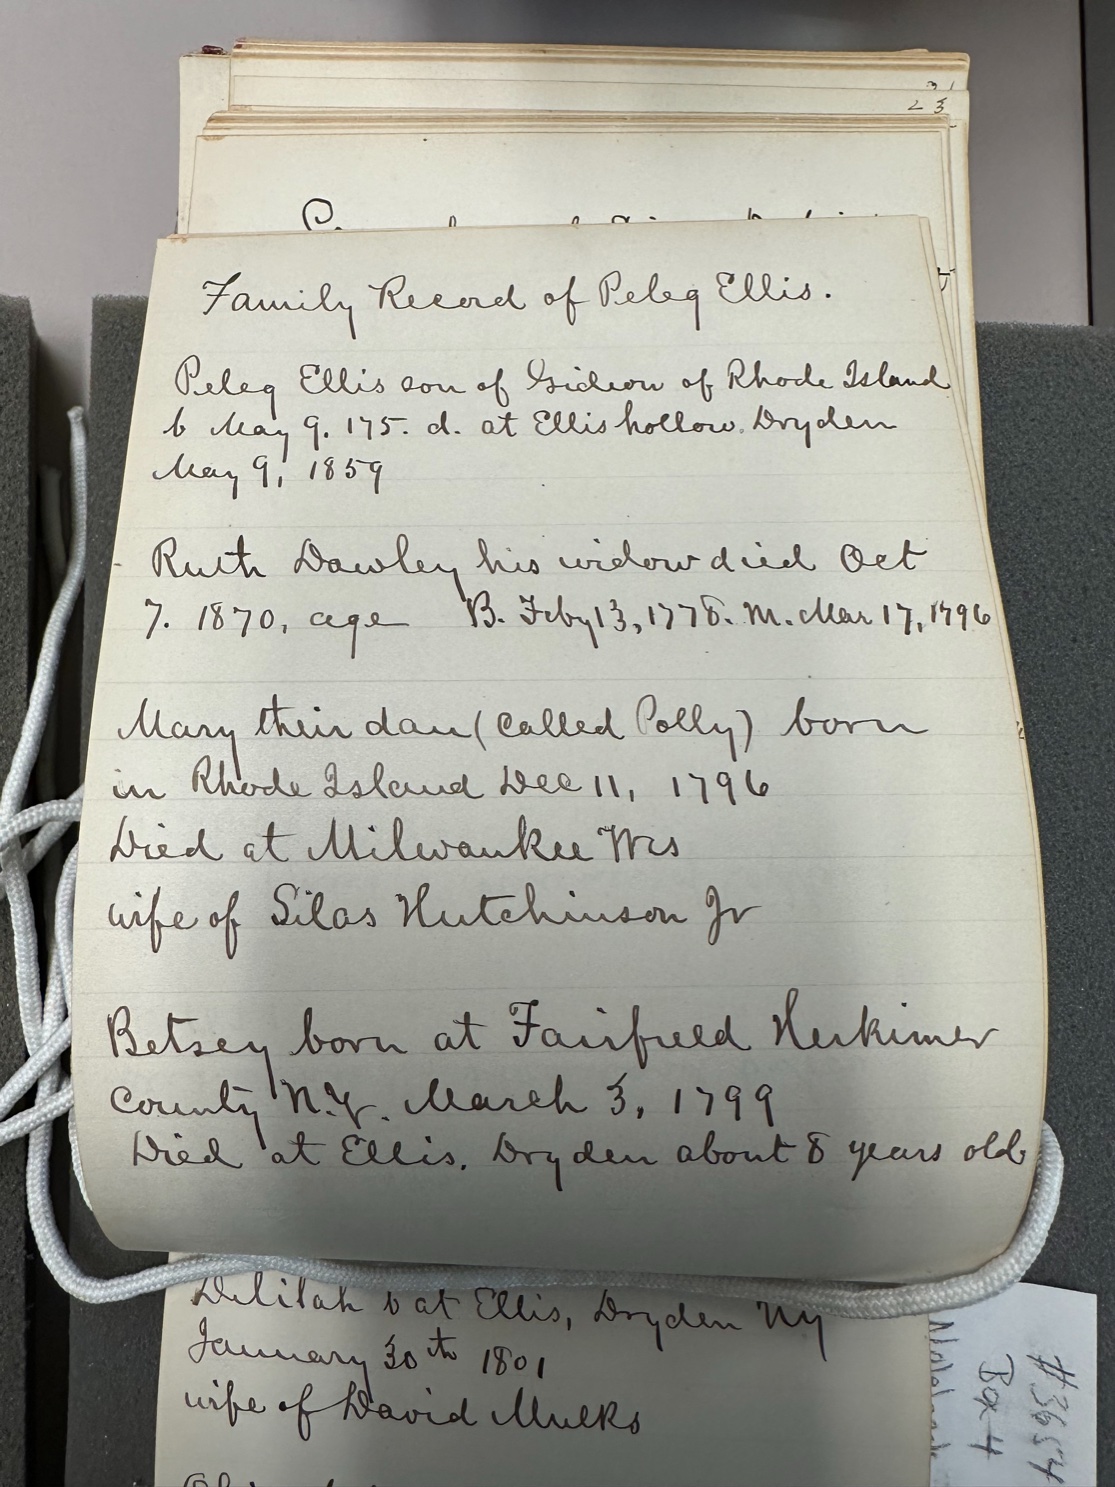 2 3
Family Record of Peleg Ellis.
Peleg Ellis son of Gideon of Rhode Island
b May 9. 175. d. at Ellis hollow. Dryden
May 9, 1859
Ruth Dawley his widow died Oct
7. 1870, age B. Feby 13, 1778. M. Mar 17, 1796
Mary their dau (called Polly) born
in Rhode Island Dec 11, 1796
Died at Milwaukee Wis
wife of Silas Hutchinson Jr
Betsey born at Fairfield Herkimer
County N.Y. March 3, 1799
Died at Ellis. Dryden about 8 years old
Delilah b at Ellis, Dryden NY
January 30th 1801
wife of David Mulks
#3654
Box 4